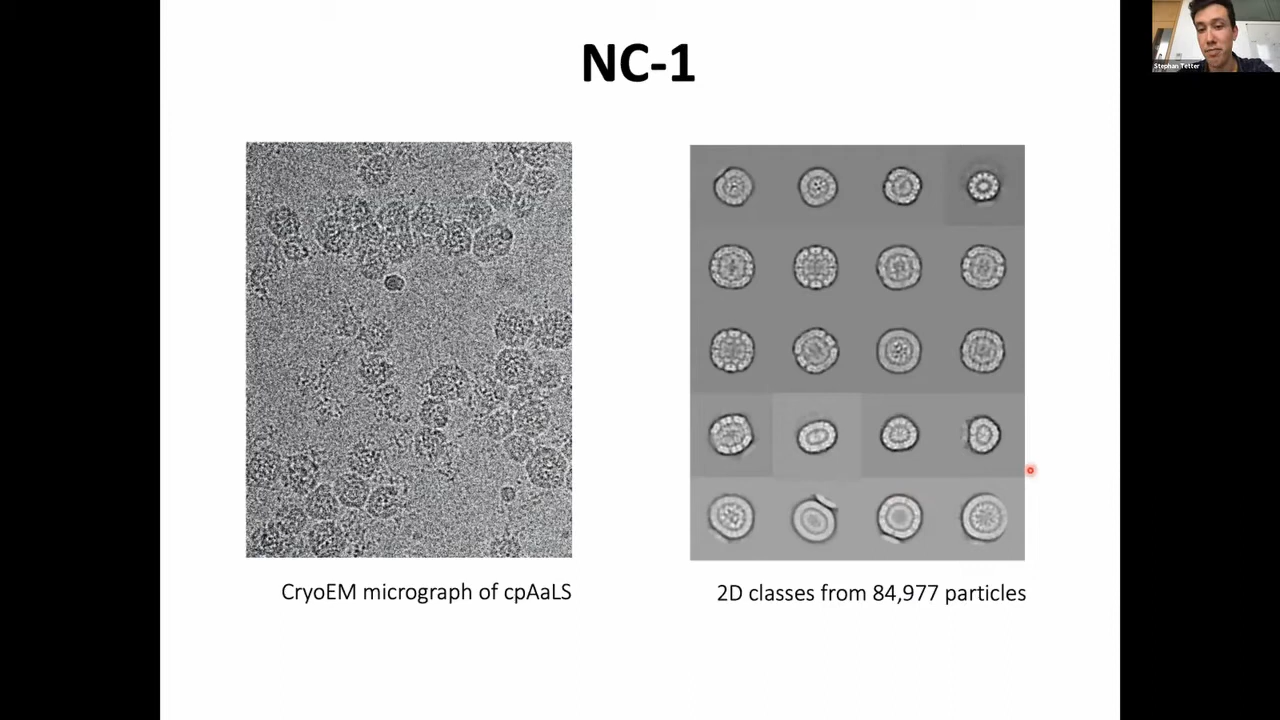 NC-1
Stephan Tetter
CryoEM micrograph of cpAaLS
2D classes from 84,977 particles